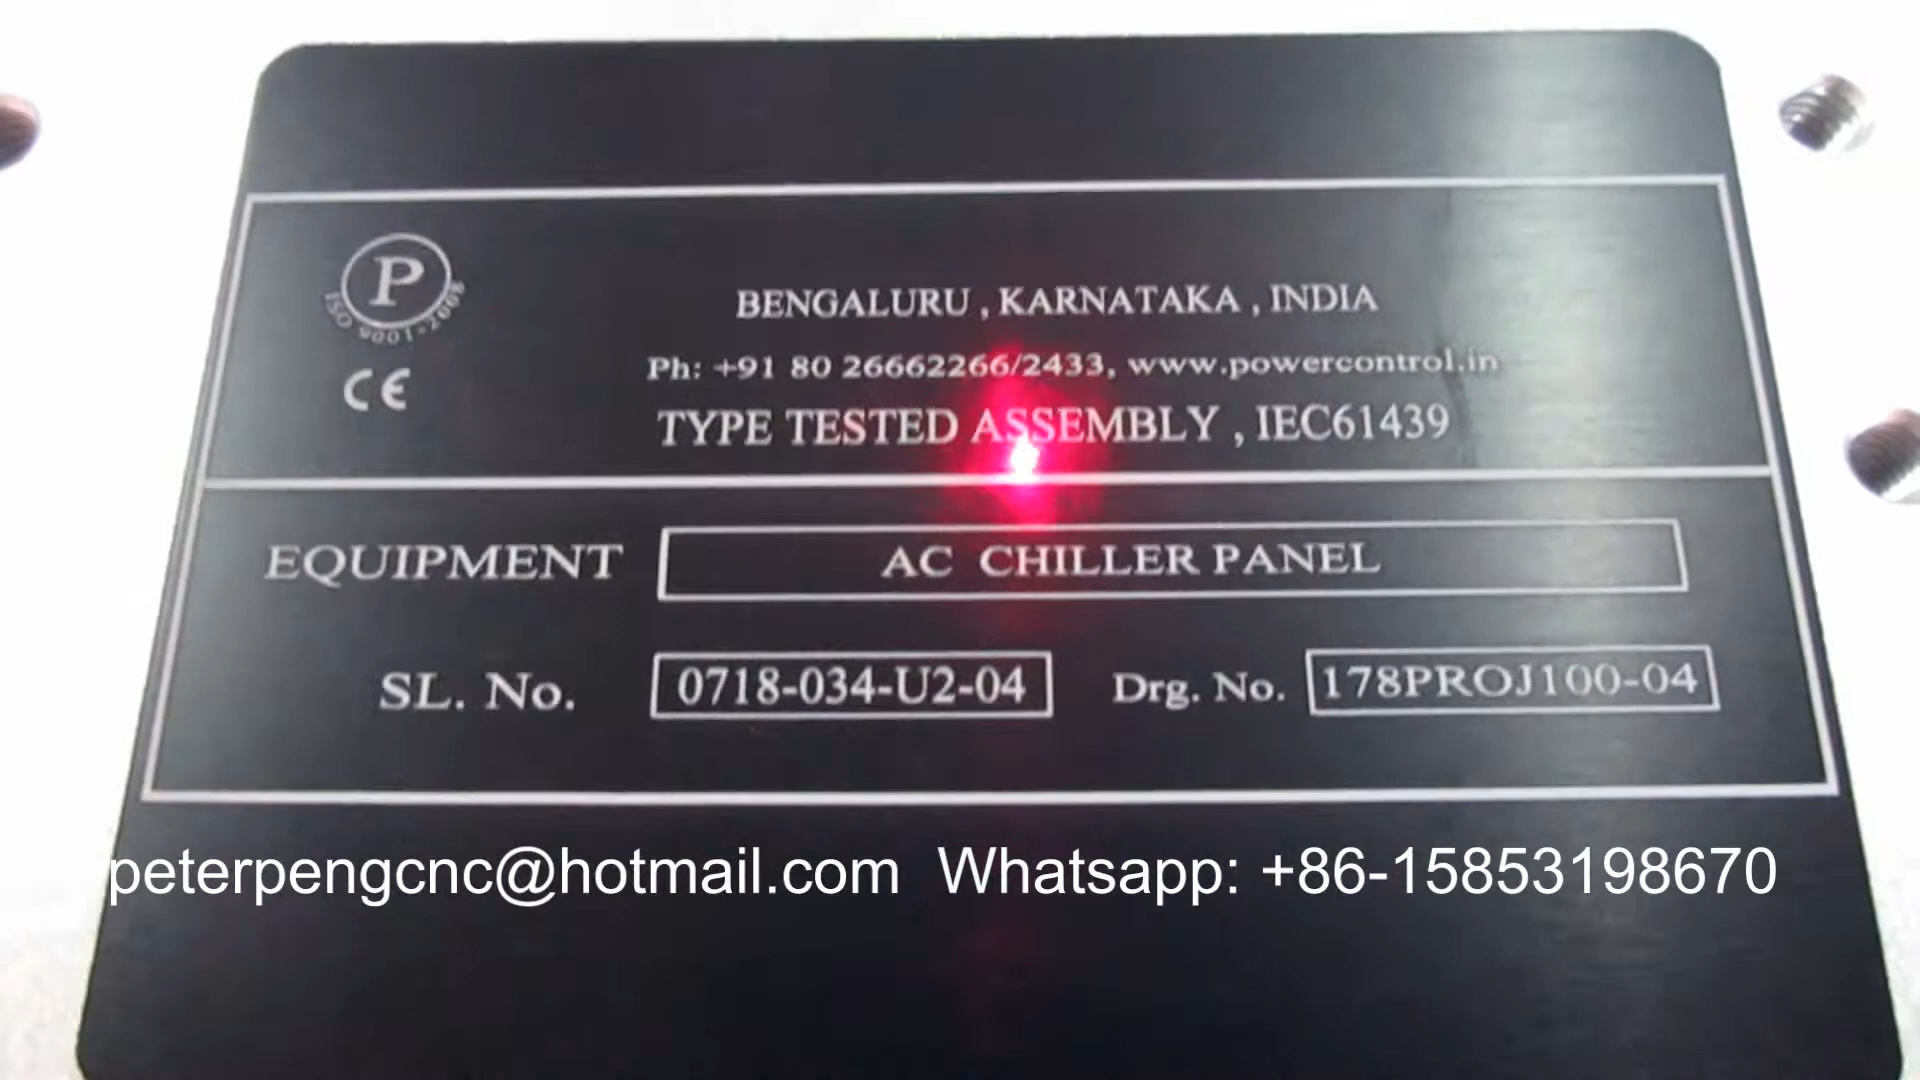 P
ISO 9001-2008
CE
BENGALURU , KARNATAKA , INDIA
Ph: +91 80 26662266/2433, www.powercontrol.in
TYPE TESTED ASSEMBLY , IEC61439
EQUIPMENT AC CHILLER PANEL
SL. No. 0718-034-U2-04 Drg. No. 178PROJ100-04
peterpengcnc@hotmail.com Whatsapp: +86-15853198670